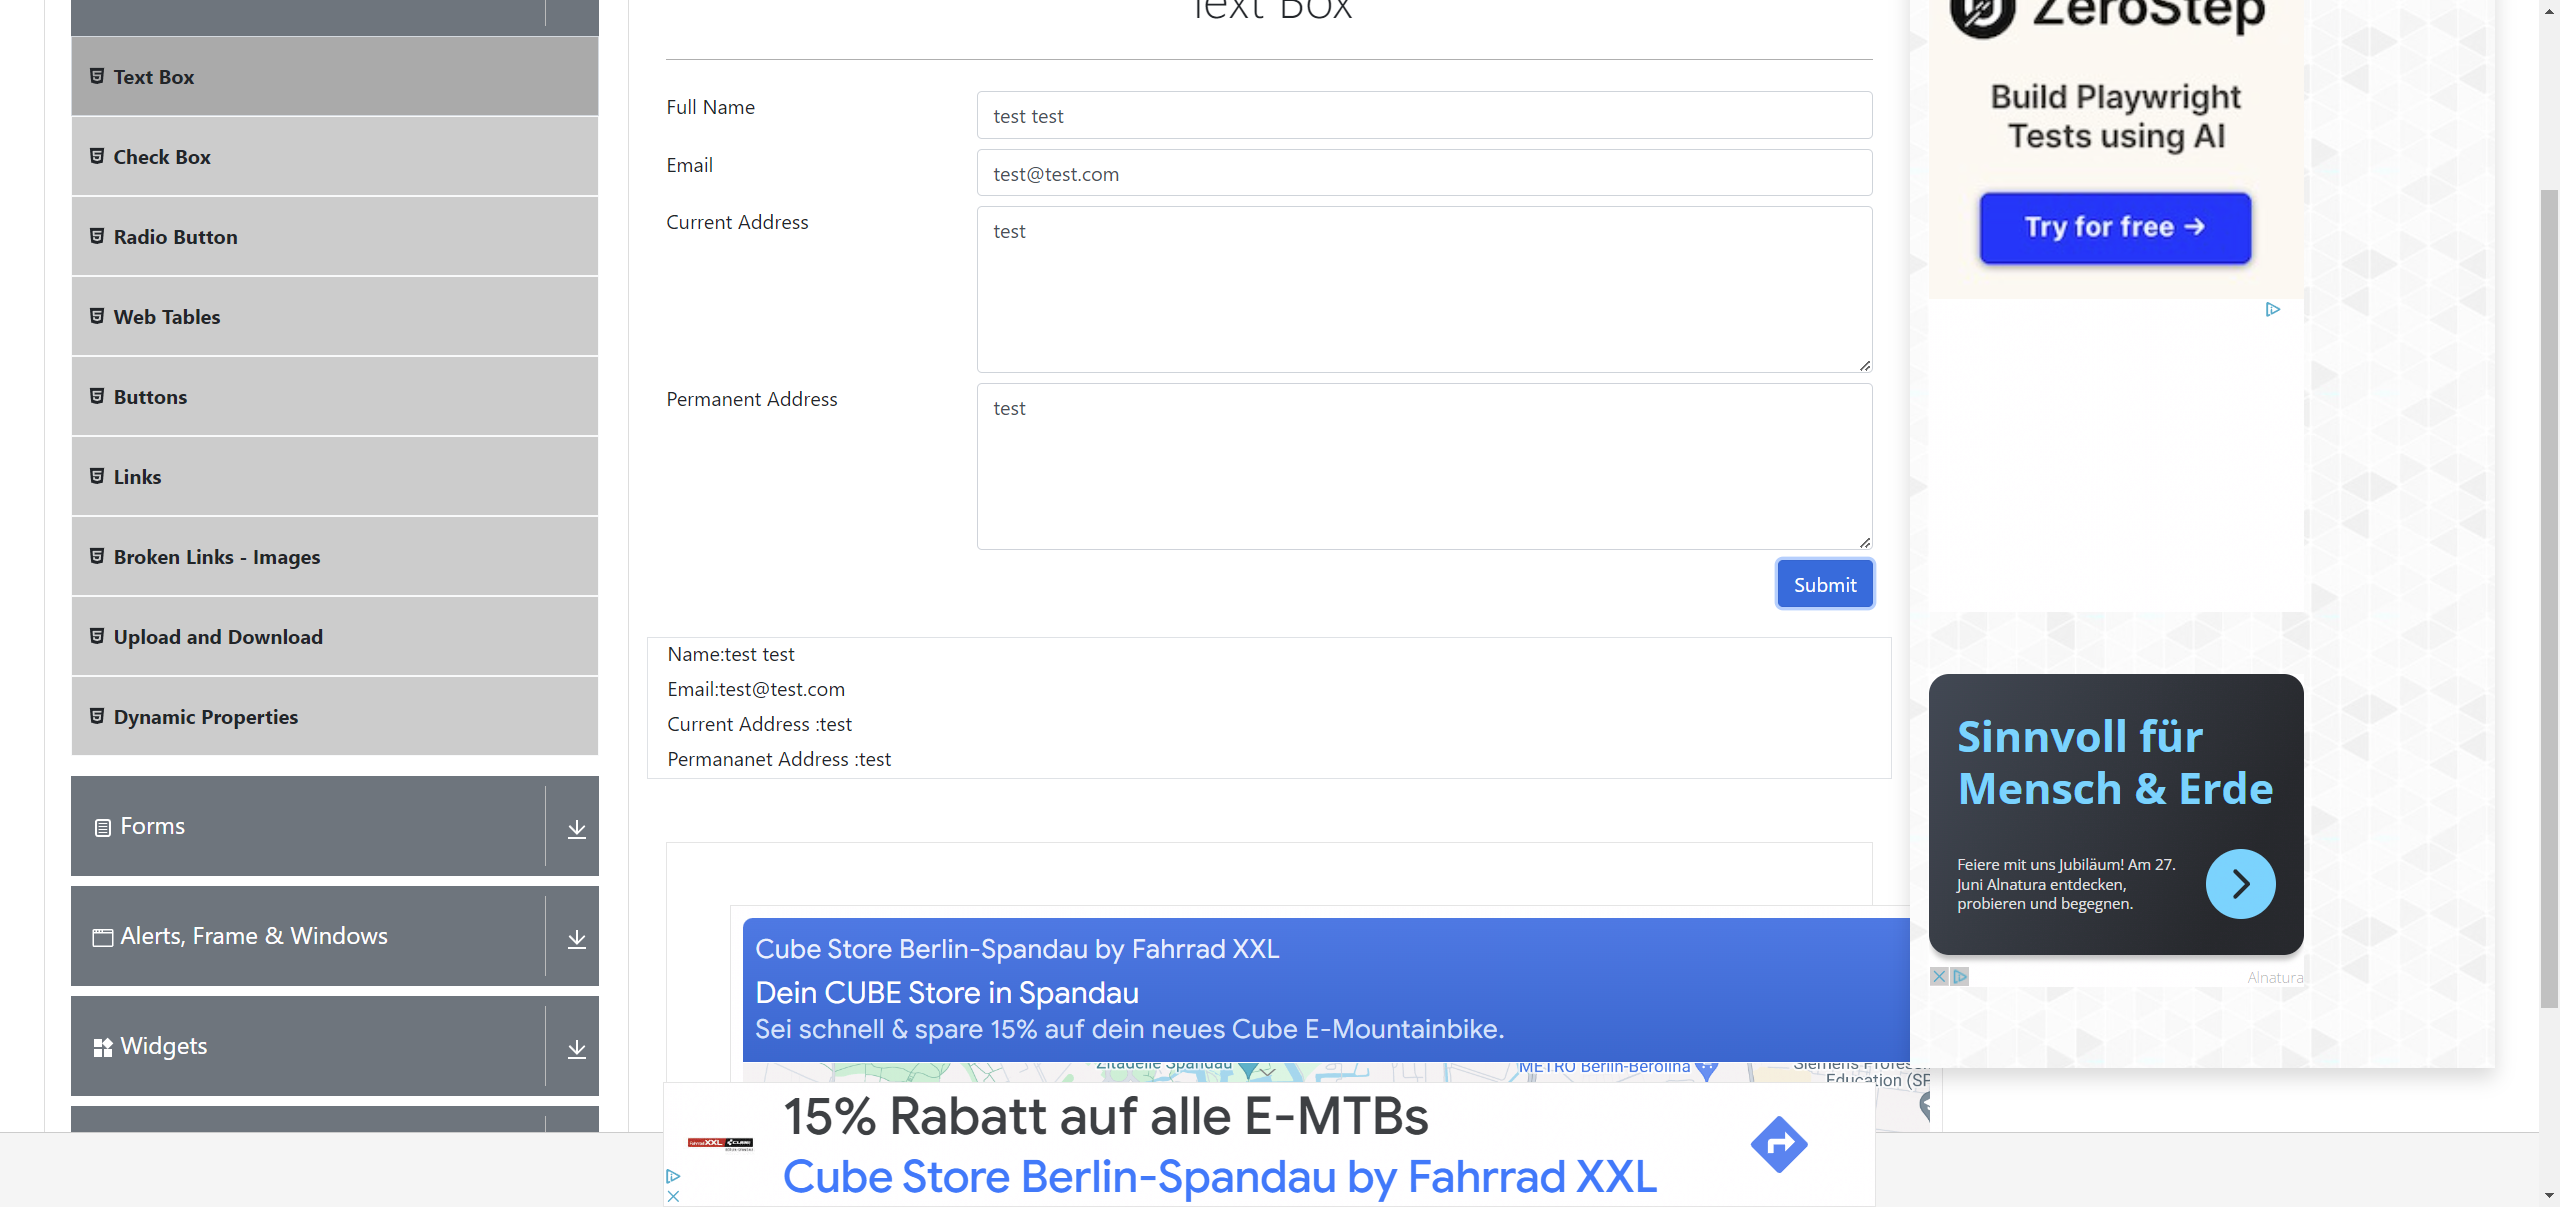 Text Box
Check Box
Radio Button
Web Tables
Buttons
Links
Broken Links - Images
Upload and Download
Dynamic Properties
Forms
Alerts, Frame & Windows
Widgets
Text Box
Full Name
test test
Email
test@test.com
Current Address
test
Permanent Address
test
Submit
Name:test test
Email:test@test.com
Current Address :test
Permananet Address :test
Cube Store Berlin-Spandau by Fahrrad XXL
Dein CUBE Store in Spandau
Sei schnell & spare 15% auf dein neues Cube E-Mountainbike.
Zitadelle Spandau
METRO Berlin-Berolina
Siemens Profes
Education (SP
15% Rabatt auf alle E-MTBs
Cube Store Berlin-Spandau by Fahrrad XXL
ZeroStep
Build Playwright
Tests using AI
Try for free →
Sinnvoll für
Mensch & Erde
Feiere mit uns Jubiläum! Am 27.
Juni Alnatura entdecken,
probieren und begegnen.
Alnatura